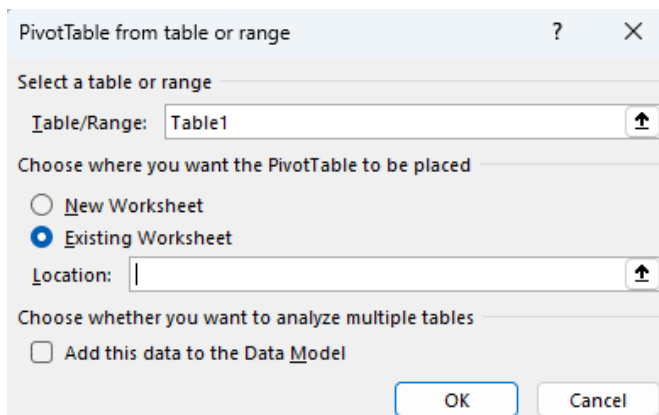 PivotTable from table or range ? ×
Select a table or range
Table/Range: Table1
Choose where you want the PivotTable to be placed
New Worksheet
Existing Worksheet
Location:
Choose whether you want to analyze multiple tables
Add this data to the Data Model
OK Cancel